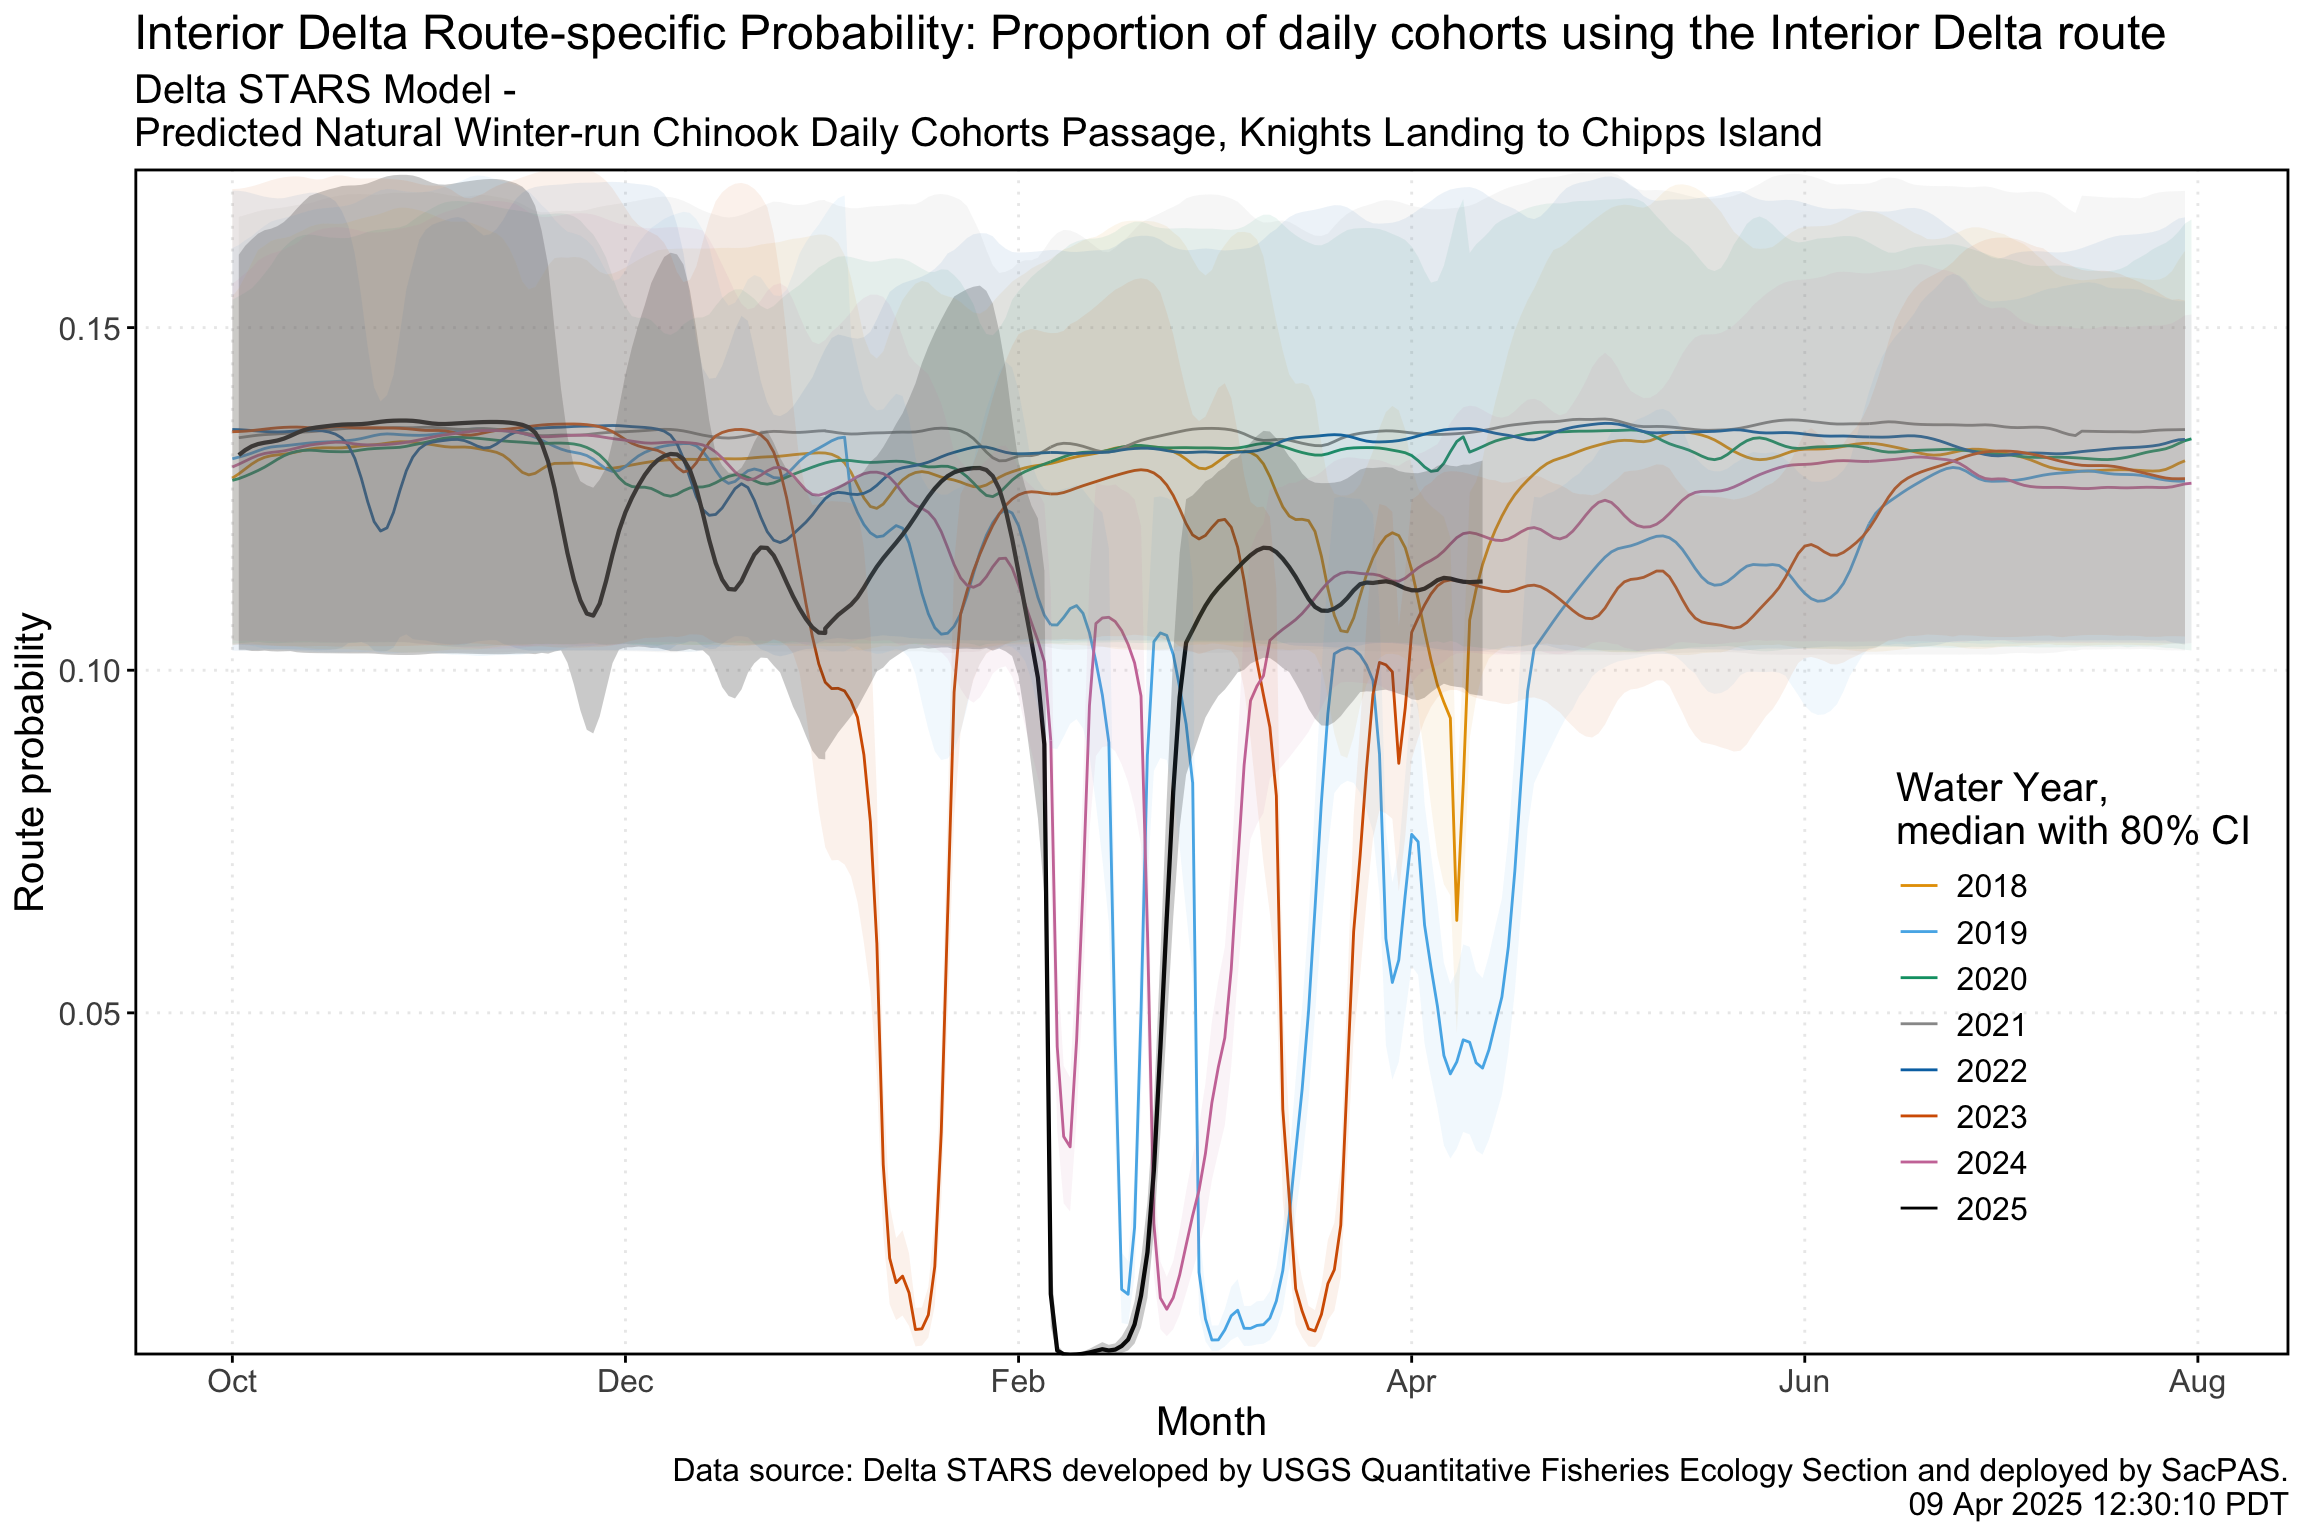 Interior Delta Route-specific Probability: Proportion of daily cohorts using the Interior Delta route
Delta STARS Model -
Predicted Natural Winter-run Chinook Daily Cohorts Passage, Knights Landing to Chipps Island
Route probability
0.15
0.10
0.05
Water Year,
median with 80% CI
2018
2019
2020
2021
2022
2023
2024
2025
Oct
Dec
Feb
Apr
Jun
Aug
Month
Data source: Delta STARS developed by USGS Quantitative Fisheries Ecology Section and deployed by SacPAS.
09 Apr 2025 12:30:10 PDT